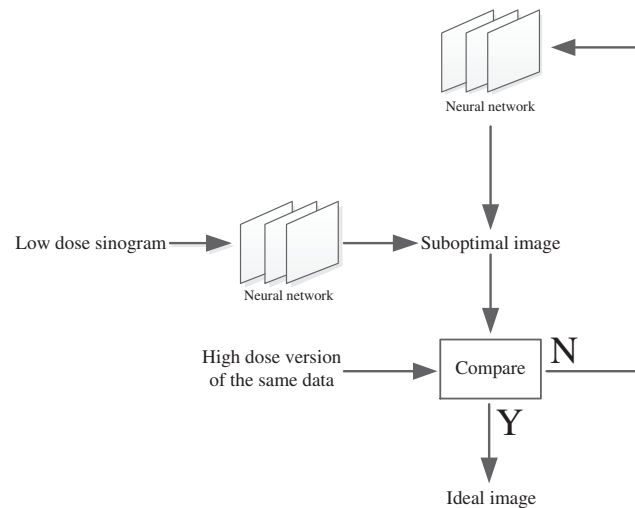 Neural network
Low dose sinogram
Neural network
Suboptimal image
High dose version
of the same data
Compare
N
Y
Ideal image